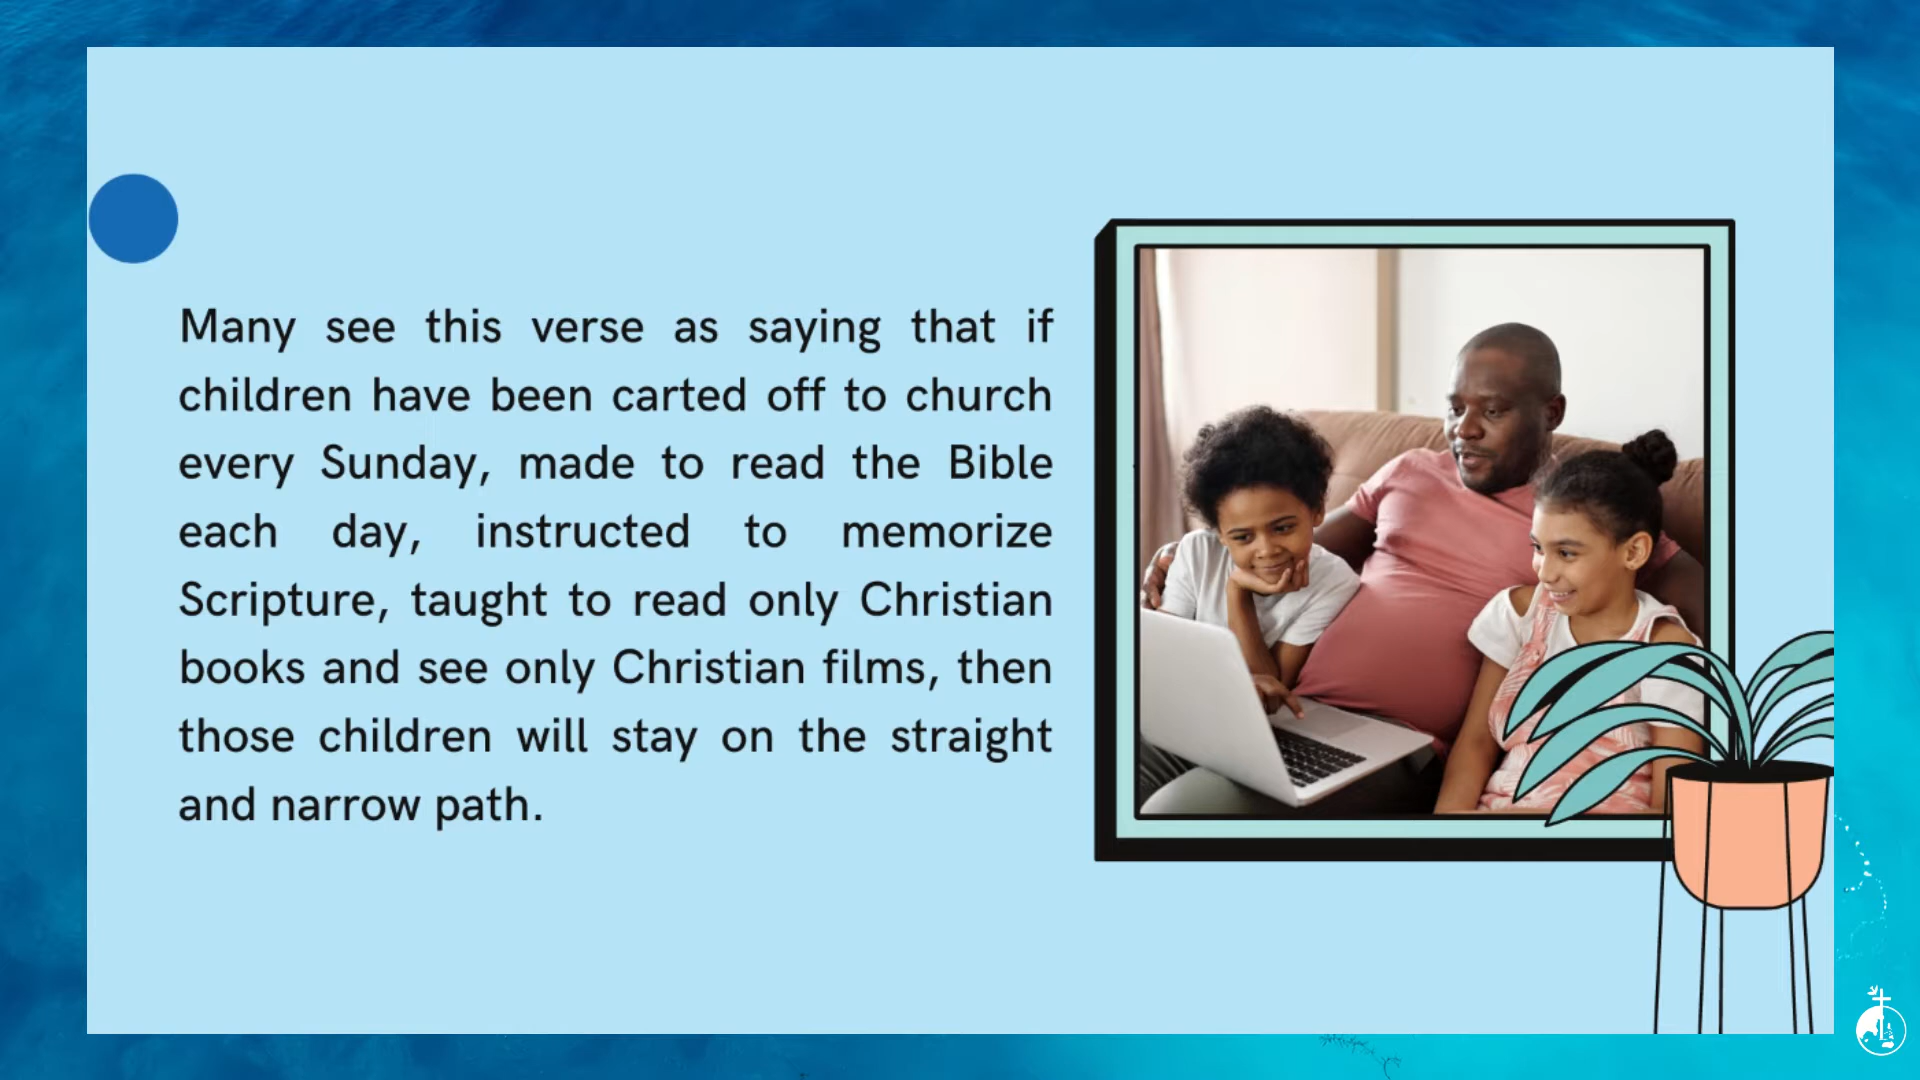 Many see this verse as saying that if
children have been carted off to church
every Sunday, made to read the Bible
each day, instructed to memorize
Scripture, taught to read only Christian
books and see only Christian films, then
those children will stay on the straight
and narrow path.